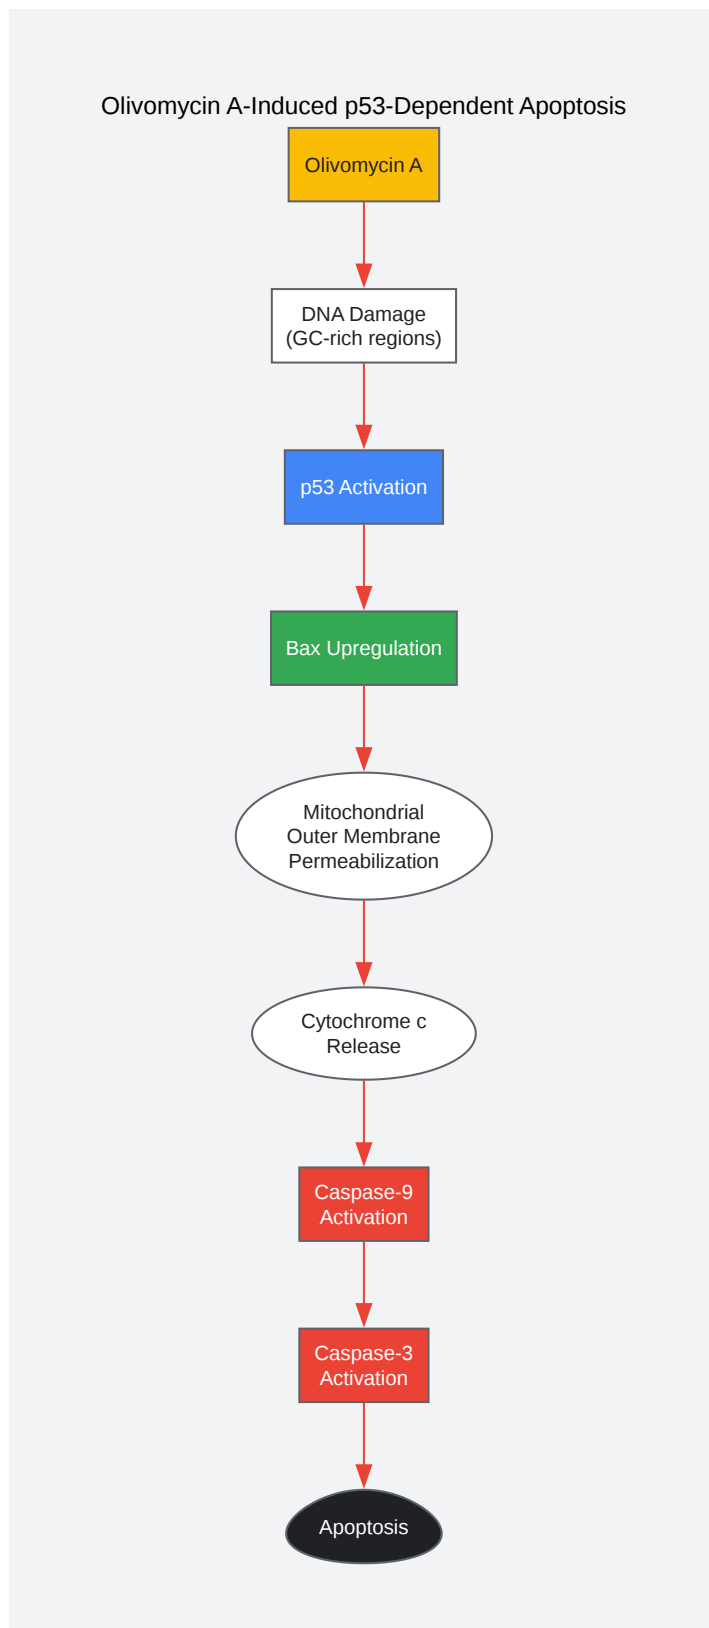 Olivomycin A-Induced p53-Dependent Apoptosis
Olivomycin A
DNA Damage
(GC-rich regions)
p53 Activation
Bax Upregulation
Mitochondrial
Outer Membrane
Permeabilization
Cytochrome c
Release
Caspase-9
Activation
Caspase-3
Activation
Apoptosis